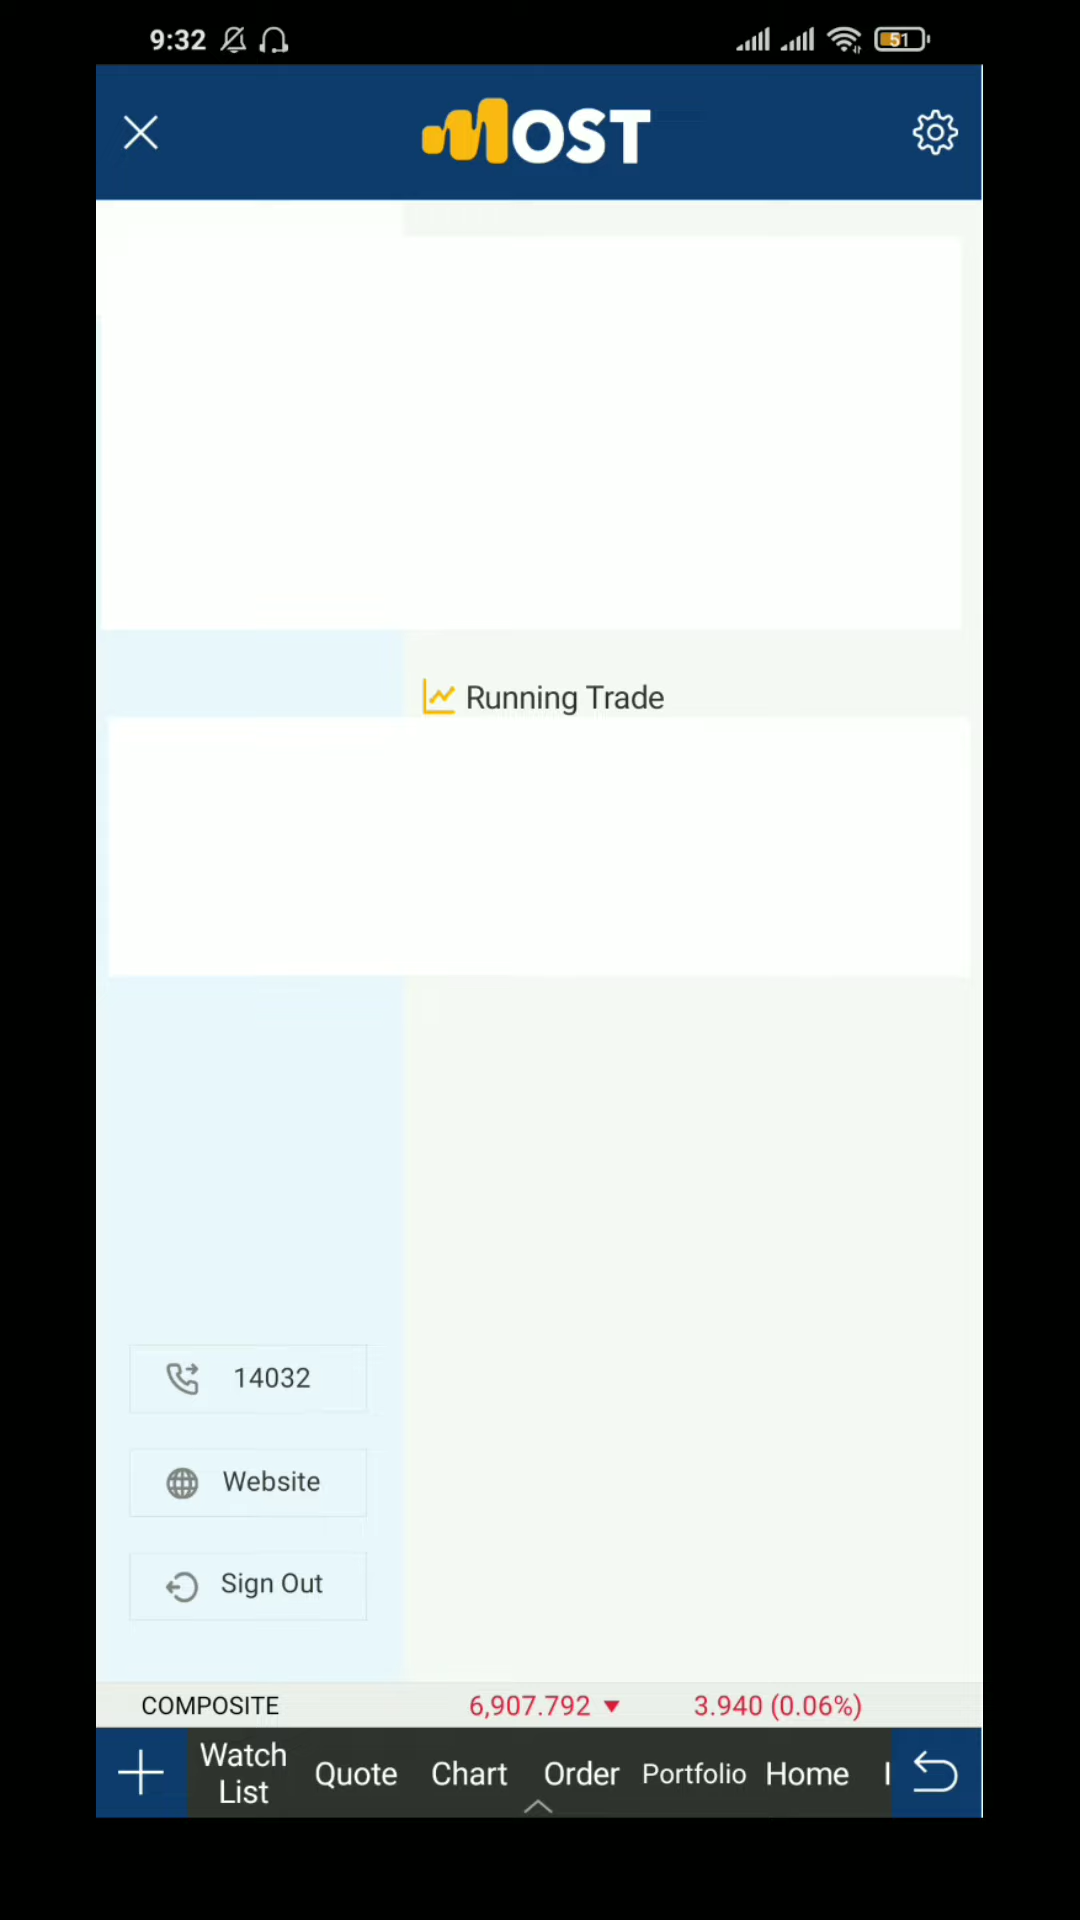 9:32
51
MOST
Running Trade
14032
Website
Sign Out
COMPOSITE 6,907.792 ▼ 3.940 (0.06%)
Watch List Quote Chart Order Portfolio Home